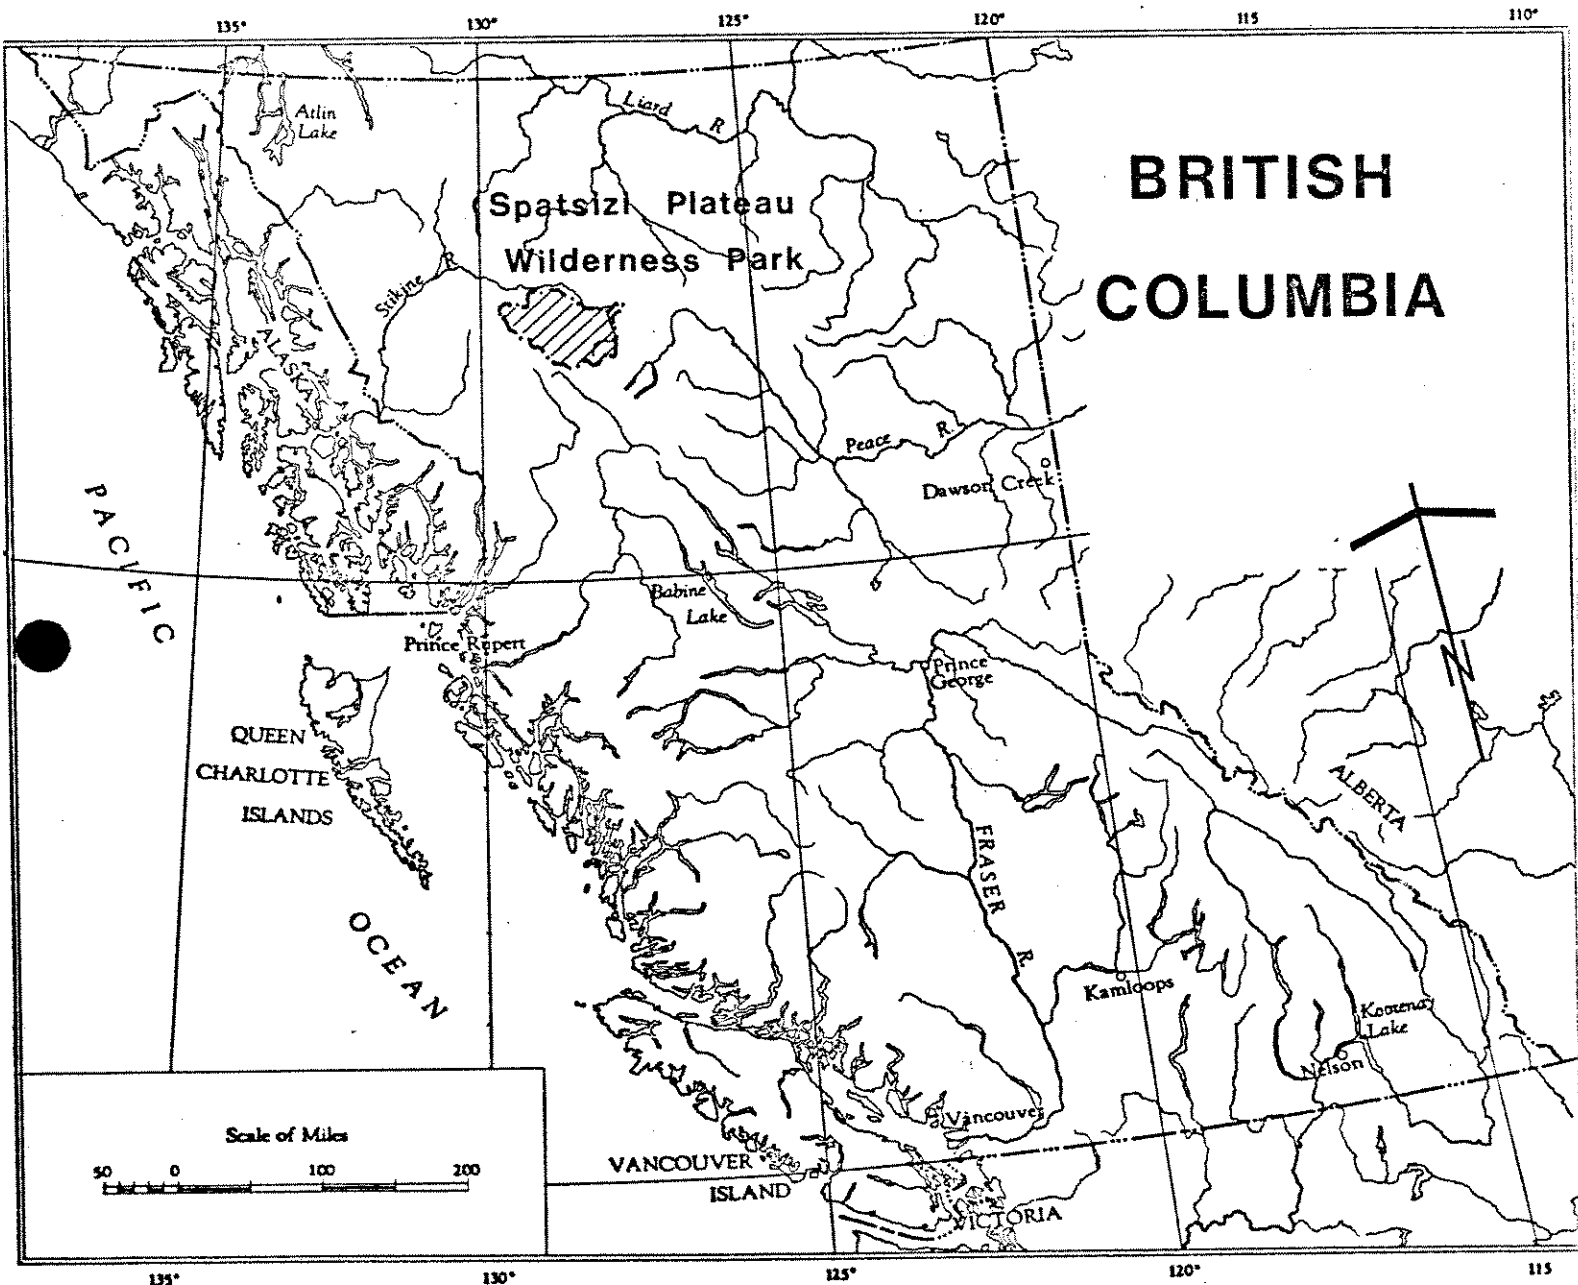 135° 130° 125° 120° 115 110°
Atlin
Lake
Liard R
BRITISH
COLUMBIA
Spatsizi Plateau
Wilderness Park
Stikine R
ALASKA
Peace R.
Dawson Creek
PACIFIC
OCEAN
Babine
Lake
Prince Rupert
Prince
George
N
QUEEN
CHARLOTTE
ISLANDS
ALBERTA
FRASER R.
Kamloops
Kootenay
Lake
Nelson
Vancouver
VANCOUVER
ISLAND
VICTORIA
Scale of Miles
50 0 100 200
135° 130° 125° 120° 115